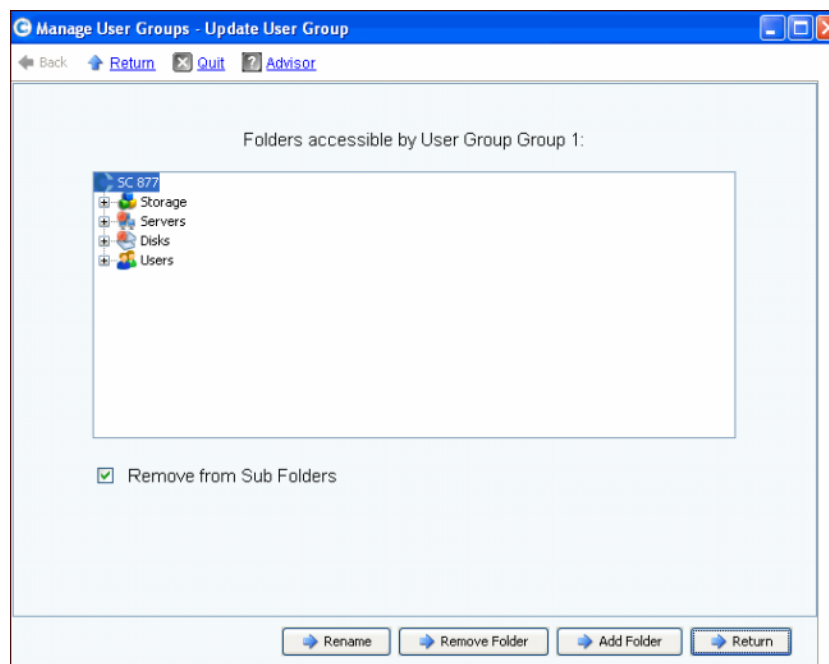 Manage User Groups - Update User Group
Back Return Quit Advisor
Folders accessible by User Group Group 1:
SC 877
Storage
Servers
Disks
Users
Remove from Sub Folders
Rename Remove Folder Add Folder Return